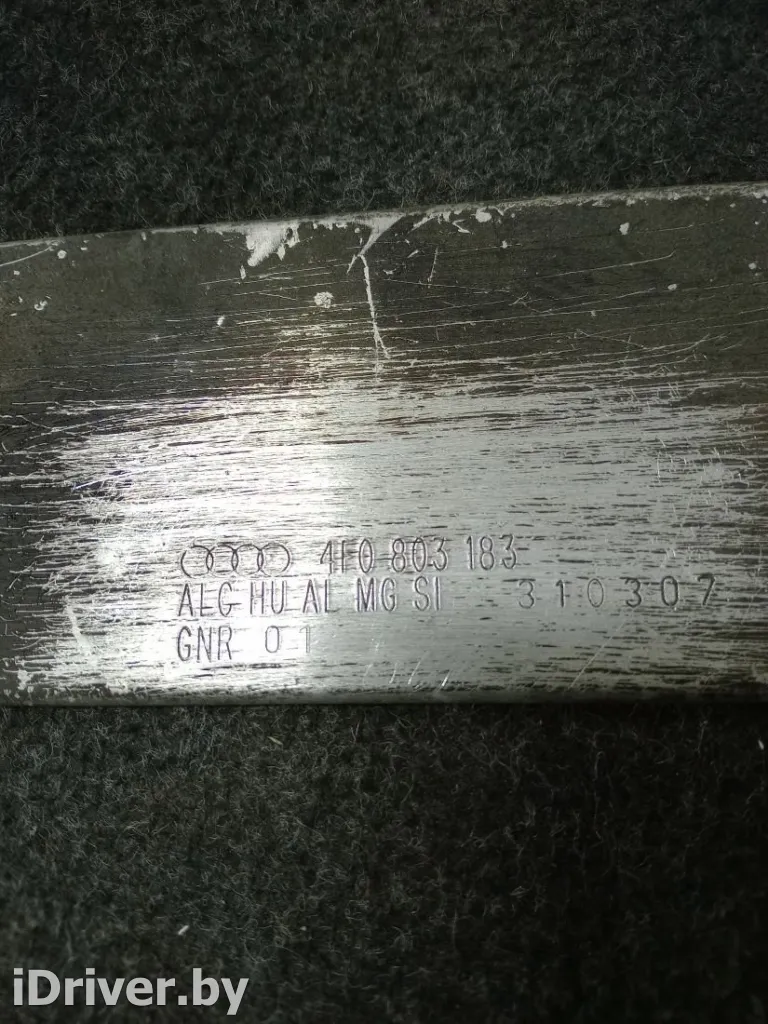 4F0 803 183
ALG HU AL MG SI 310307
GNR 01
iDriver.by